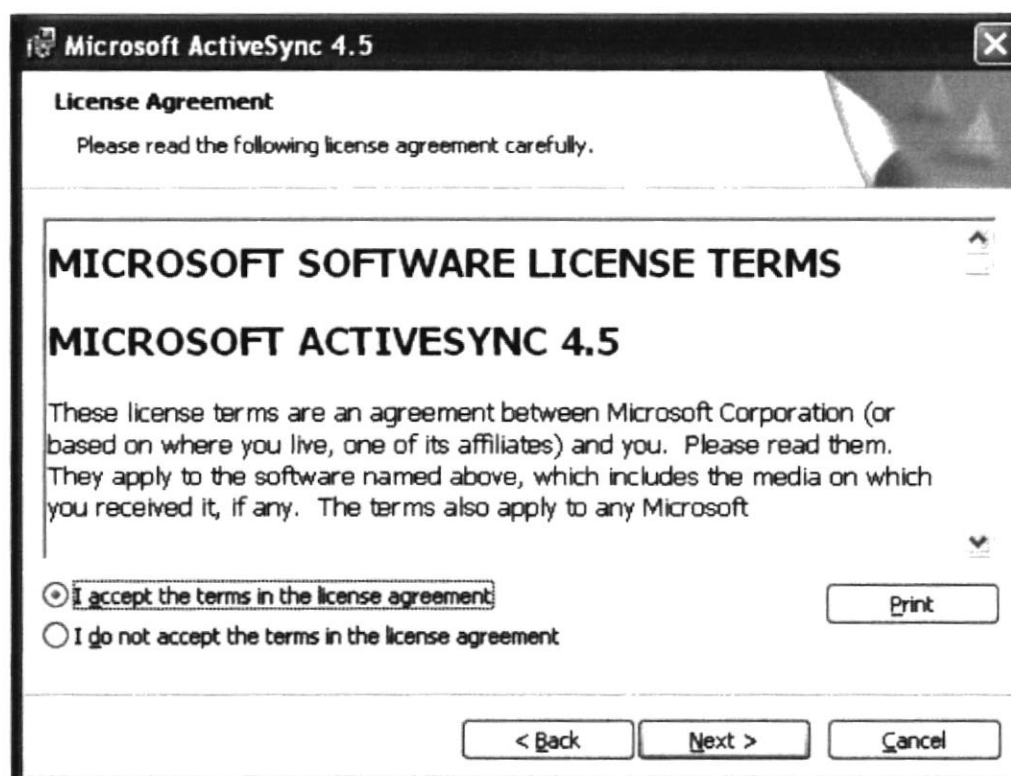 Microsoft ActiveSync 4.5
License Agreement
Please read the following license agreement carefully.
MICROSOFT SOFTWARE LICENSE TERMS
MICROSOFT ACTIVESYNC 4.5
These license terms are an agreement between Microsoft Corporation (or
based on where you live, one of its affiliates) and you.  Please read them.
They apply to the software named above, which includes the media on which
you received it, if any.  The terms also apply to any Microsoft
I accept the terms in the license agreement
Print
I do not accept the terms in the license agreement
< Back
Next >
Cancel